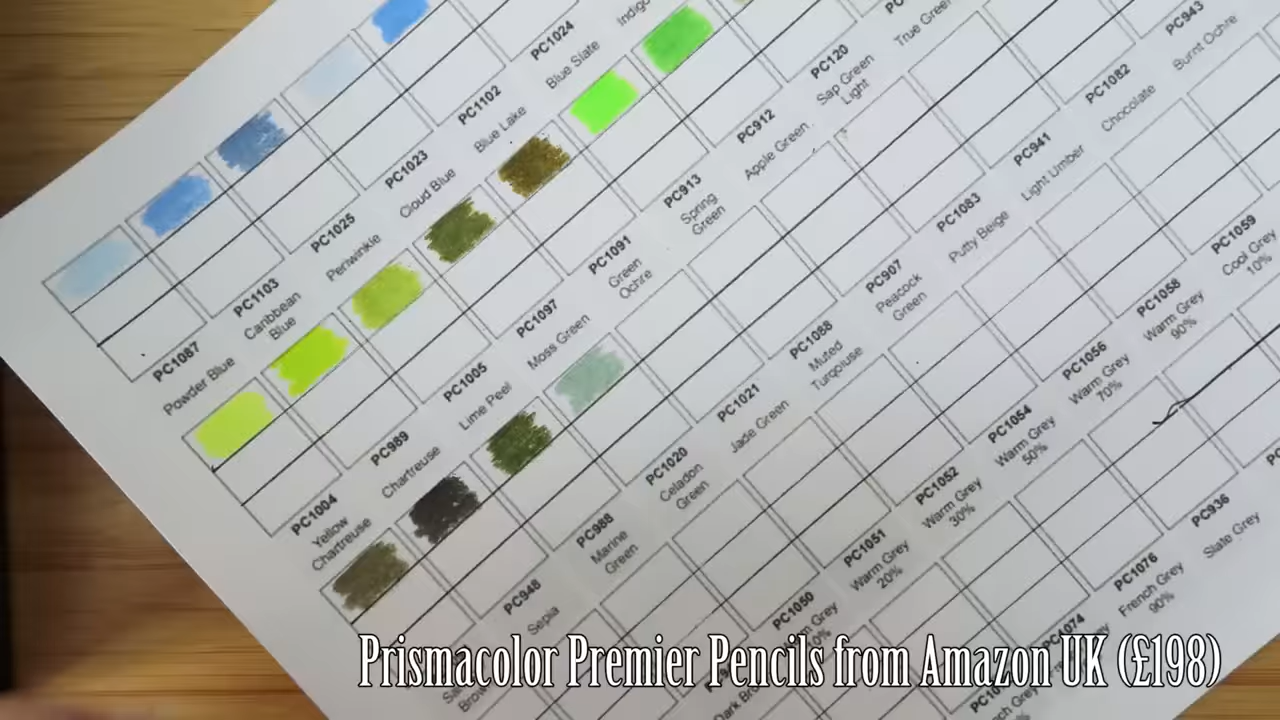 PC1087
Powder Blue
PC1103
Caribbean
Blue
PC1025
Periwinkle
PC1023
Cloud Blue
PC1102
Blue Lake
PC1024
Blue Slate
PC1004
Yellow
Chartreuse
PC989
Chartreuse
PC1005
Lime Peel
PC1097
Moss Green
PC1091
Green
Ochre
PC913
Spring
Green
PC912
Apple Green
PC120
Sap Green
Light
True Green
PC948
Sepia
PC988
Marine
Green
PC1020
Celadon
Green
PC1021
Jade Green
PC1088
Muted
Turqoiuse
PC907
Peacock
Green
PC1083
Putty Beige
PC941
Light Umber
PC1082
Chocolate
PC943
Burnt Ochre
Dark
PC1050
10%
PC1051
Warm Grey
20%
PC1052
Warm Grey
30%
PC1054
Warm Grey
50%
PC1056
Warm Grey
70%
PC1058
Warm Grey
90%
PC1059
Cool Grey
10%
PC1076
French Grey
90%
PC936
Slate Grey
Prismacolor Premier Pencils from Amazon UK (£198)